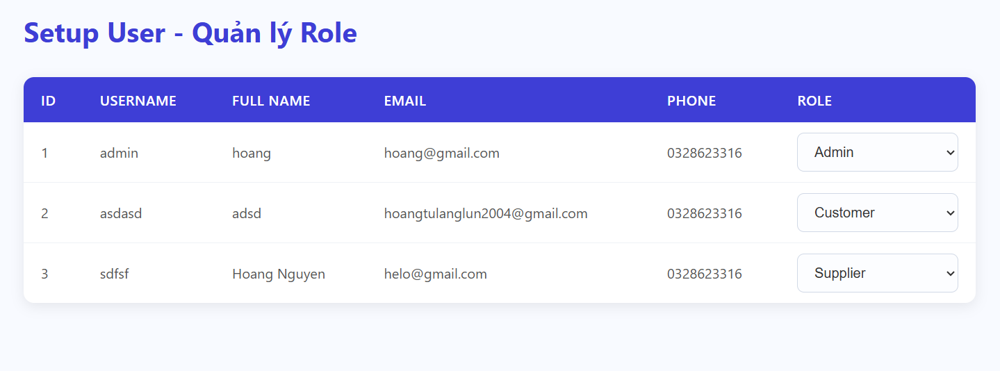 Setup User - Quản lý Role
ID USERNAME FULL NAME EMAIL PHONE ROLE
1 admin hoang hoang@gmail.com 0328623316 Admin
2 asdasd adsd hoangtulanglun2004@gmail.com 0328623316 Customer
3 sdfsf Hoang Nguyen helo@gmail.com 0328623316 Supplier